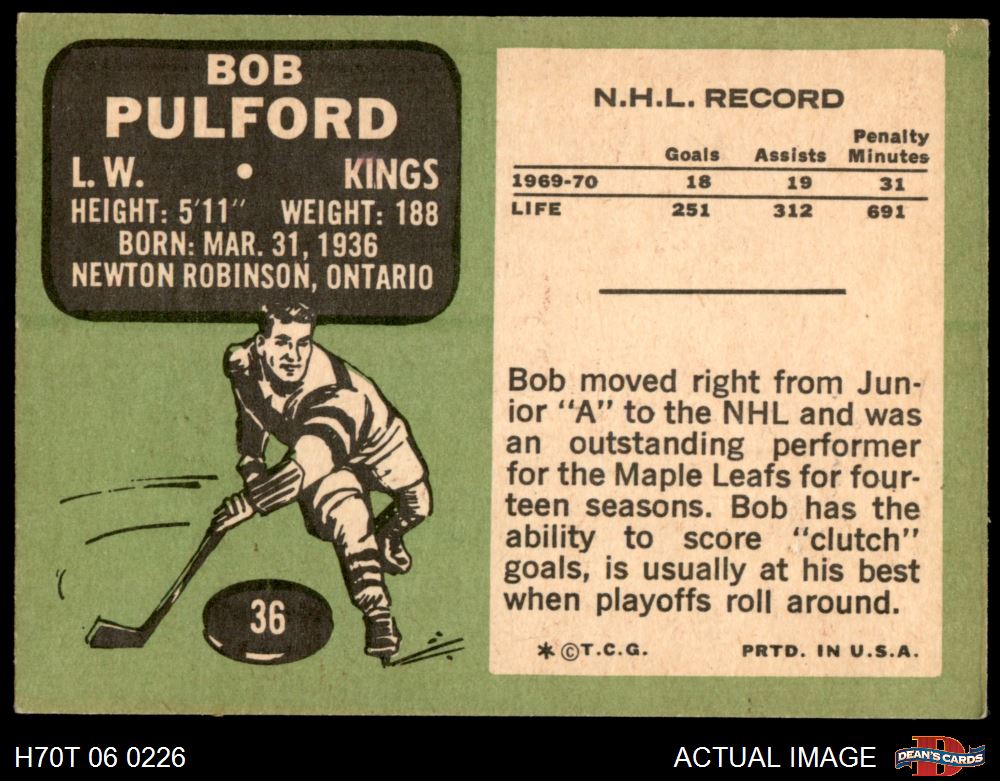 BOB
PULFORD
L. W. • KINGS
HEIGHT: 5'11" WEIGHT: 188
BORN: MAR. 31, 1936
NEWTON ROBINSON, ONTARIO
36
N.H.L. RECORD
Goals Assists Penalty Minutes
1969-70 18 19 31
LIFE 251 312 691
Bob moved right from Jun-
ior "A" to the NHL and was
an outstanding performer
for the Maple Leafs for four-
teen seasons. Bob has the
ability to score "clutch"
goals, is usually at his best
when playoffs roll around.
* © T.C.G. PRTD. IN U.S.A.
H70T 06 0226 ACTUAL IMAGE
DEAN'S CARDS